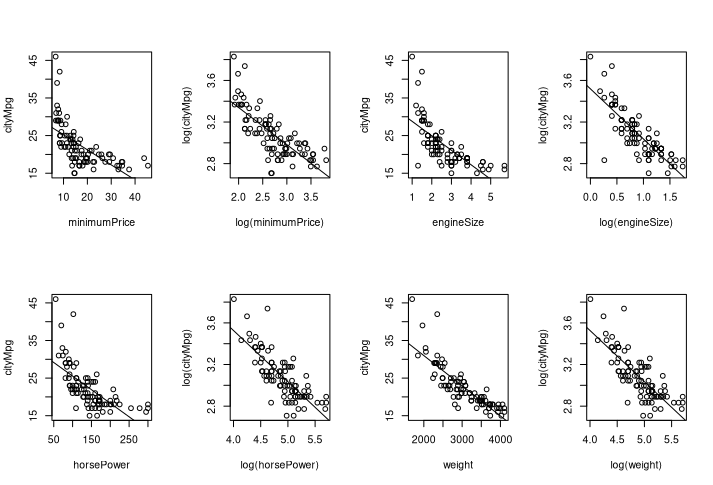 cityMpg
15 25 35 45
10 20 30 40
minimumPrice
log(cityMpg)
2.8 3.2 3.6
2.0 2.5 3.0 3.5
log(minimumPrice)
cityMpg
15 25 35 45
1 2 3 4 5
engineSize
log(cityMpg)
2.8 3.2 3.6
0.0 0.5 1.0 1.5
log(engineSize)
cityMpg
15 25 35 45
50 150 250
horsePower
log(cityMpg)
2.8 3.2 3.6
4.0 4.5 5.0 5.5
log(horsePower)
cityMpg
15 25 35 45
2000 3000 4000
weight
log(cityMpg)
2.8 3.2 3.6
4.0 4.5 5.0 5.5
log(weight)